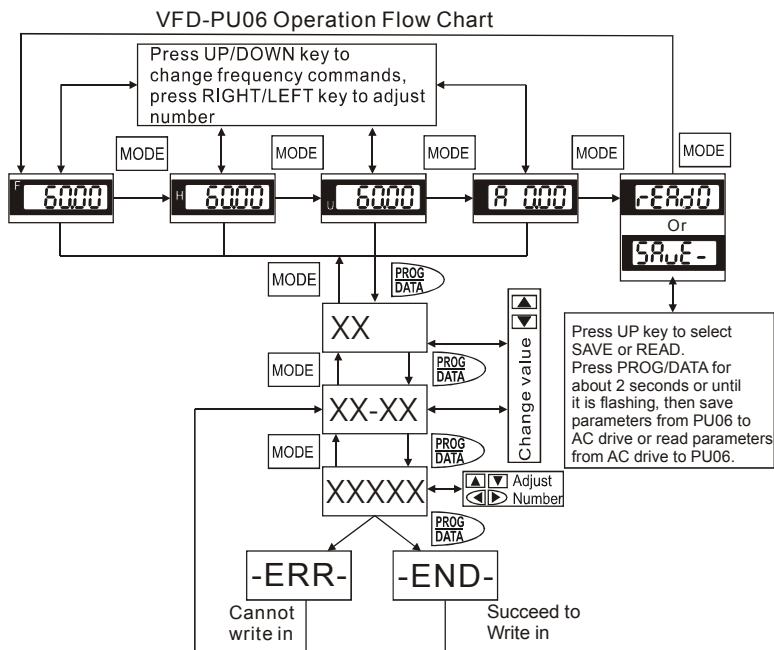 VFD-PU06 Operation Flow Chart
Press UP/DOWN key to
change frequency commands,
press RIGHT/LEFT key to adjust
number
MODE
MODE
MODE
MODE
MODE
F 60.00
H 60.00
U 60.00
A 0.00
rEAd0
Or
SAvE-
MODE
PROG
DATA
XX
MODE
PROG
DATA
XX-XX
MODE
PROG
DATA
XXXXX
PROG
DATA
Change value
Adjust
Number
Press UP key to select
SAVE or READ.
Press PROG/DATA for
about 2 seconds or until
it is flashing, then save
parameters from PU06 to
AC drive or read parameters
from AC drive to PU06.
-ERR-
-END-
Cannot
write in
Succeed to
Write in